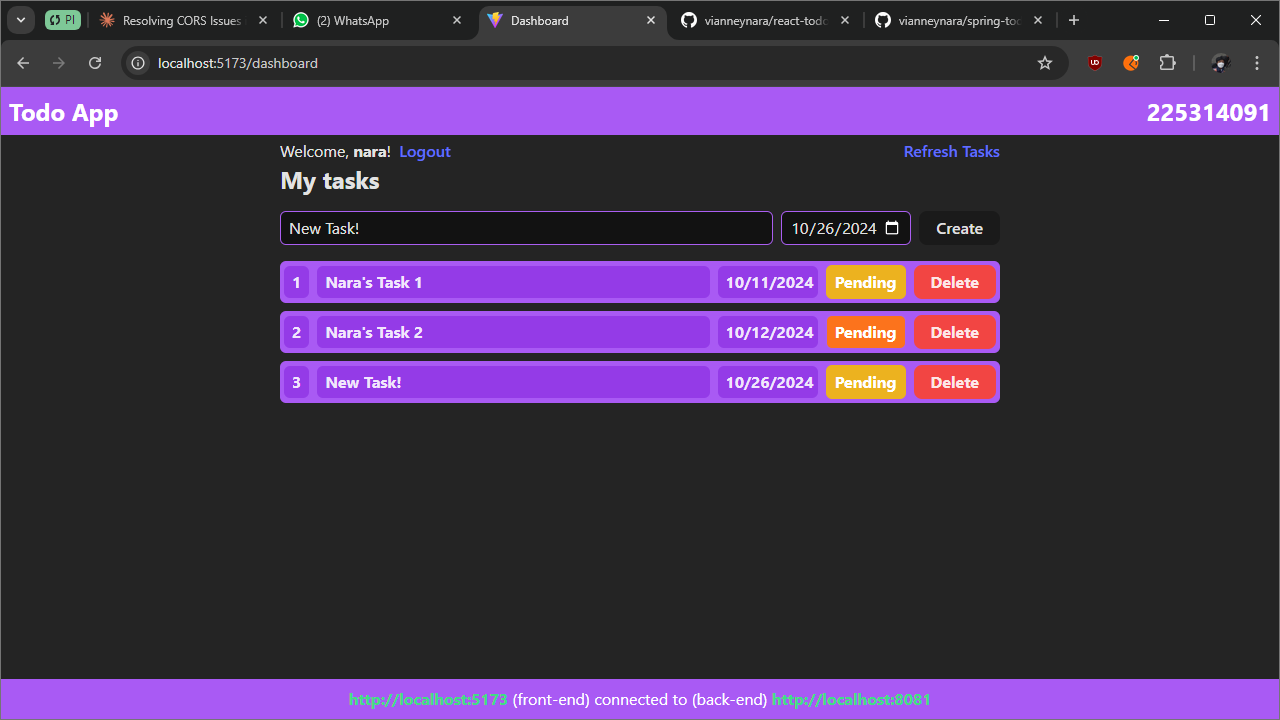 PI
Resolving CORS Issues
(2) WhatsApp
Dashboard
vianneynara/react-todo
vianneynara/spring-to
localhost:5173/dashboard
Todo App
225314091
Welcome, nara! Logout
Refresh Tasks
My tasks
New Task!
10/26/2024
Create
1 Nara's Task 1 10/11/2024 Pending Delete
2 Nara's Task 2 10/12/2024 Pending Delete
3 New Task! 10/26/2024 Pending Delete
http://localhost:5173 (front-end) connected to (back-end) http://localhost:8081